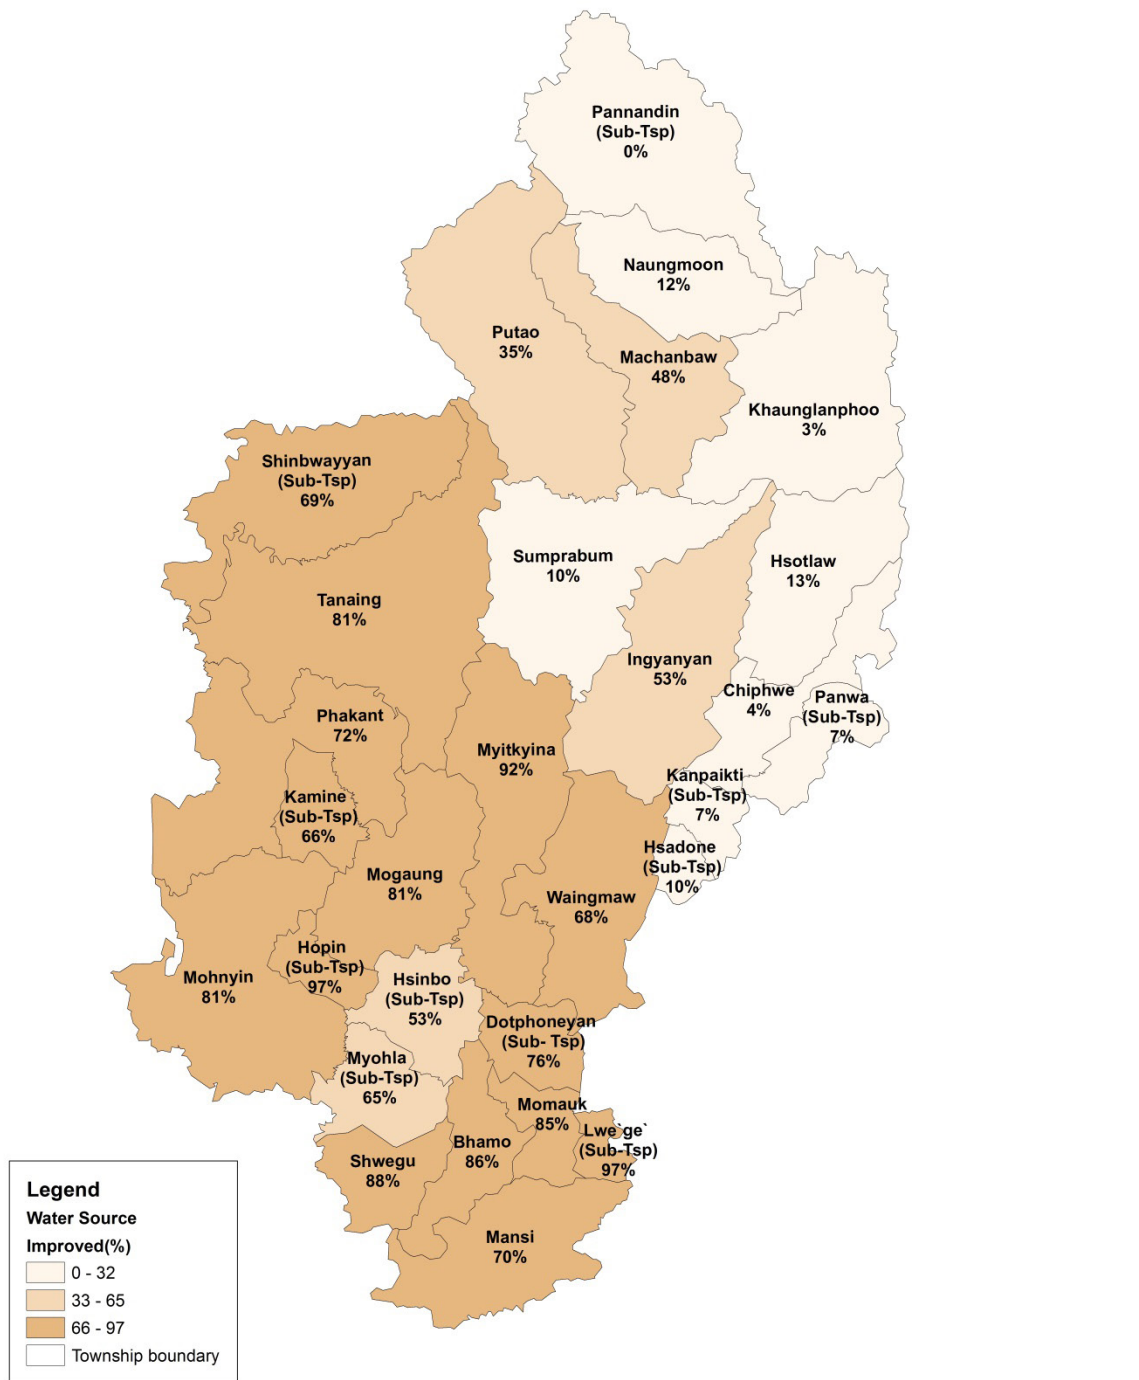 Pannandin
(Sub-Tsp)
0%
Naungmoon
12%
Putao
35%
Machanbaw
48%
Khaunglanphoo
3%
Shinbwayyan
(Sub-Tsp)
69%
Sumprabum
10%
Hsotlaw
13%
Tanaing
81%
Ingyanyan
53%
Chiphwe
4%
Panwa
(Sub-Tsp)
7%
Phakant
72%
Myitkyina
92%
Kanpaikti
(Sub-Tsp)
7%
Kamine
(Sub-Tsp)
66%
Hsadone
(Sub-Tsp)
10%
Mogaung
81%
Waingmaw
68%
Hopin
(Sub-Tsp)
97%
Mohnyin
81%
Hsinbo
(Sub-Tsp)
53%
Dotphoneyan
(Sub- Tsp)
76%
Myohla
(Sub-Tsp)
65%
Momauk
85%
Lwe`ge`
(Sub-Tsp)
97%
Bhamo
86%
Shwegu
88%
Mansi
70%
Legend
Water Source
Improved(%)
0 - 32
33 - 65
66 - 97
Township boundary